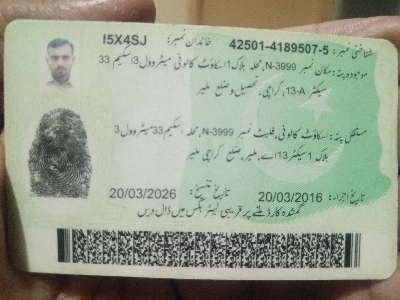 شناختی نمبر: 42501-4189507-5 خاندان نمبر: I5X4SJ
موجودہ پتہ: مکان نمبر N-3999، محلہ بلاک 1 اسکاؤٹ کالونی میٹروول 3 اسکیم 33
سیکٹر 13-A، کراچی، تحصیل و ضلع ملیر
مستقل پتہ: اسکاؤٹ کالونی، فلیٹ نمبر N-3999، محلہ اسکیم 33 میٹروول 3
بلاک 1 سیکٹر 13 اے، ملیر، ضلع کراچی ملیر
تاریخ اجراء: 20/03/2016 تاریخ تنسیخ: 20/03/2026
گمشدہ کارڈ ملنے پر قریبی لیٹر بکس میں ڈال دیں